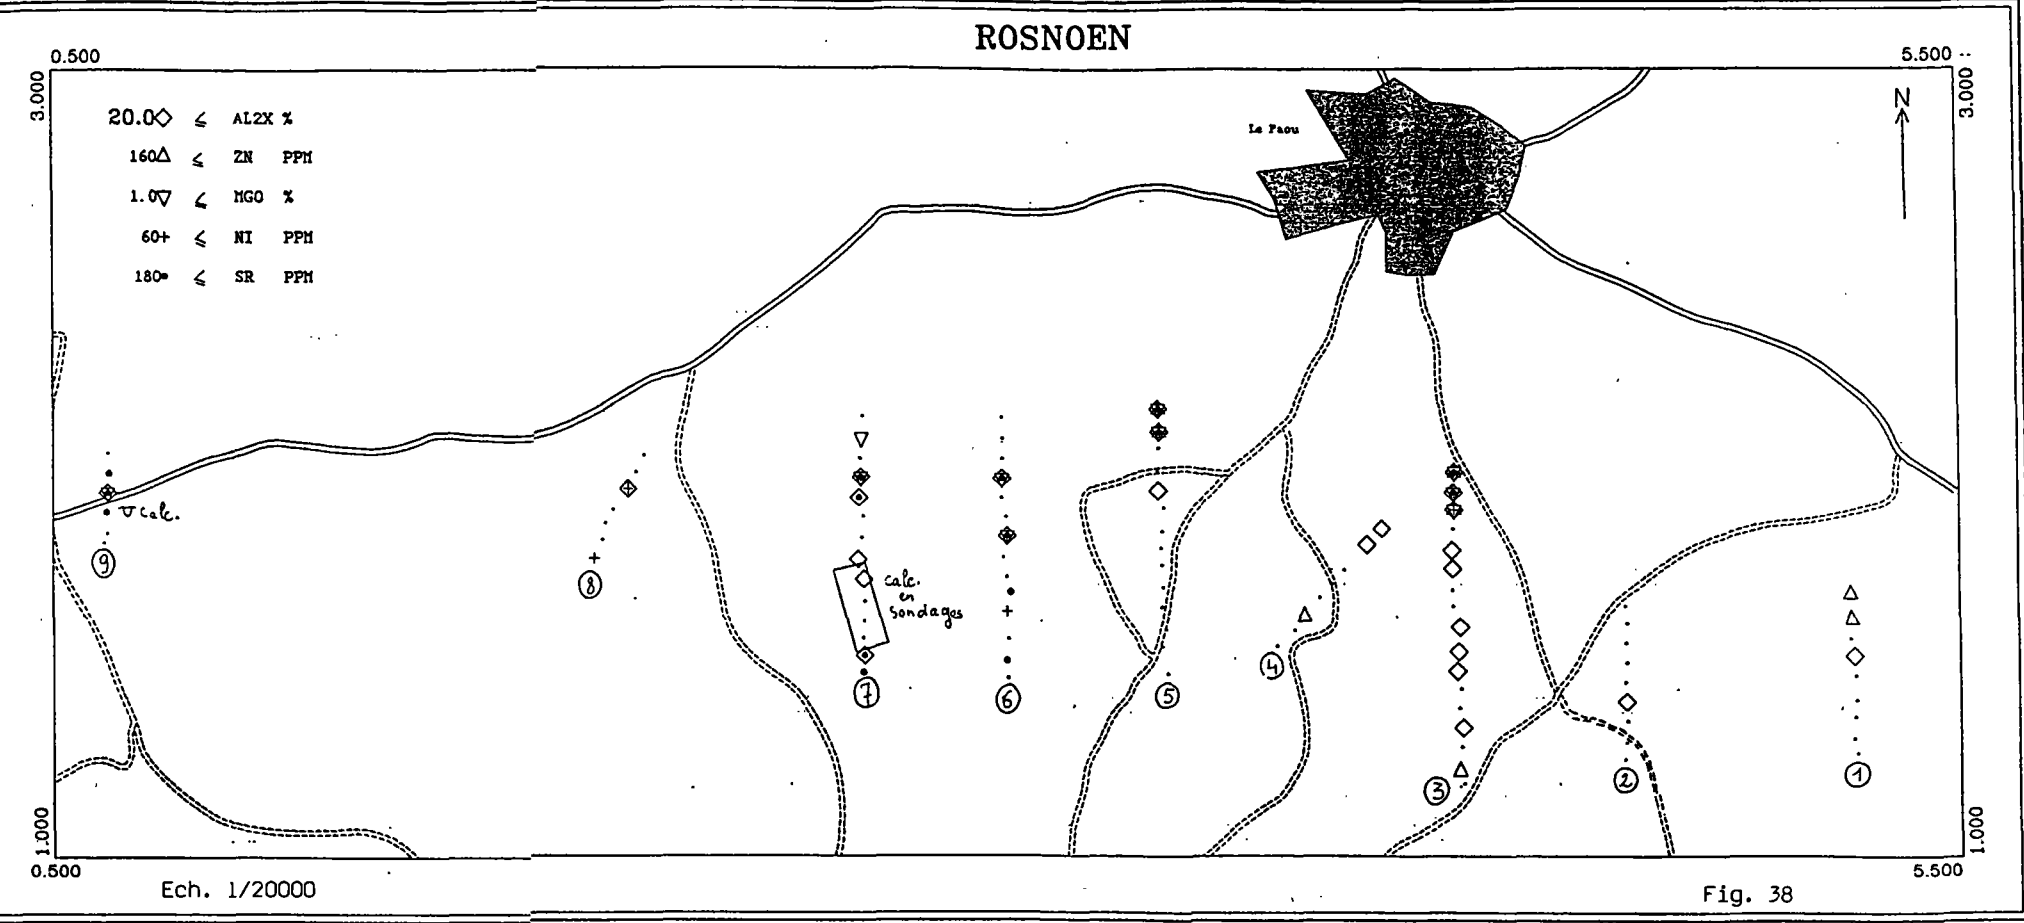 ROSNOEN
0.500
5.500
3.000
3.000
N
20.0◇ ≤ AL2X %
160△ ≤ ZN PPM
1.0▽ ≤ MGO %
60+ ≤ NI PPM
180• ≤ SR PPM
Le Faou
▽ calc.
calc.
en
sondages
9
8
7
6
5
4
3
2
1
1.000
1.000
0.500
5.500
Ech. 1/20000
Fig. 38